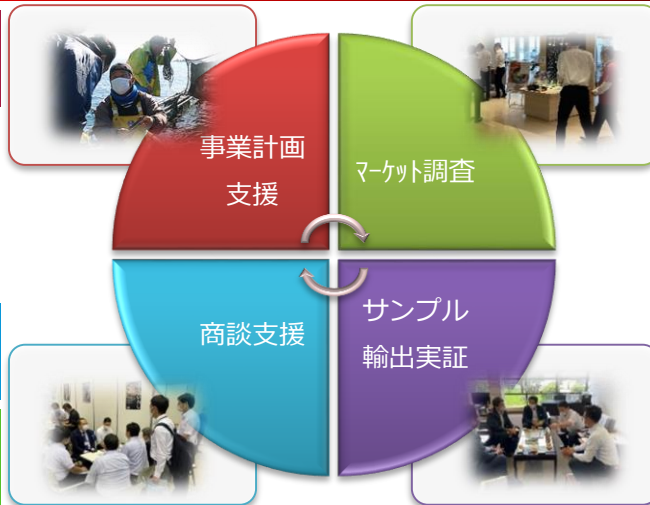 事業計画
支援
ﾏｰｹｯﾄ調査
商談支援
サンプル
輸出実証